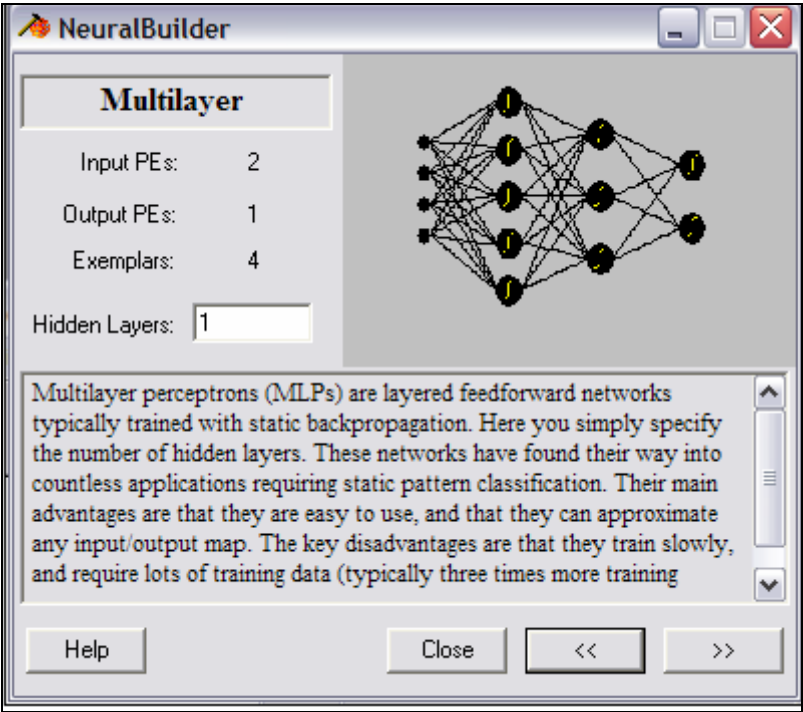 NeuralBuilder
Multilayer
Input PEs: 2
Output PEs: 1
Exemplars: 4
Hidden Layers: 1
Multilayer perceptrons (MLPs) are layered feedforward networks
typically trained with static backpropagation. Here you simply specify
the number of hidden layers. These networks have found their way into
countless applications requiring static pattern classification. Their main
advantages are that they are easy to use, and that they can approximate
any input/output map. The key disadvantages are that they train slowly,
and require lots of training data (typically three times more training
Help Close << >>